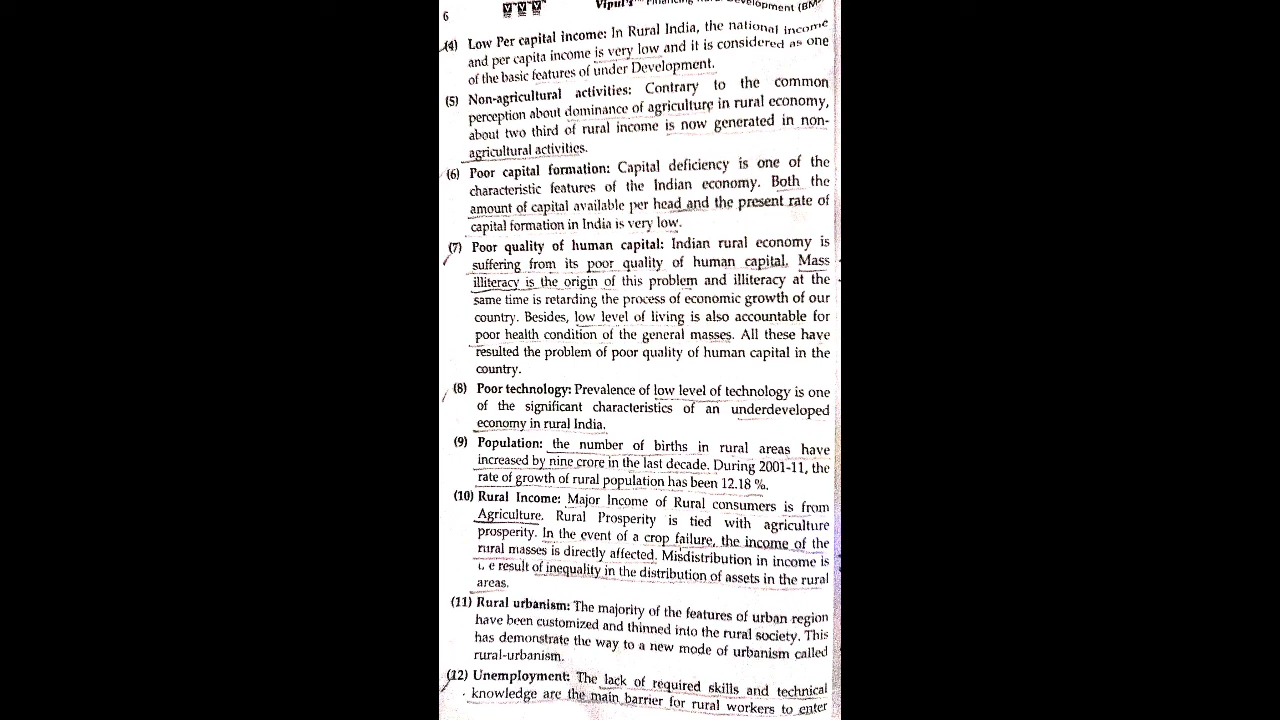 6 VVV Vipul's™ Financing Development (BM
(4) Low Per capital income: In Rural India, the national income
and per capita income is very low and it is considered as one
of the basic features of under Development.
(5) Non-agricultural activities: Contrary to the common
perception about dominance of agriculture in rural economy,
about two third of rural income is now generated in non-
agricultural activities.
(6) Poor capital formation: Capital deficiency is one of the
characteristic features of the Indian economy. Both the
amount of capital available per head and the present rate of
capital formation in India is very low.
(7) Poor quality of human capital: Indian rural economy is
suffering from its poor quality of human capital. Mass
illiteracy is the origin of this problem and illiteracy at the
same time is retarding the process of economic growth of our
country. Besides, low level of living is also accountable for
poor health condition of the general masses. All these have
resulted the problem of poor quality of human capital in the
country.
(8) Poor technology: Prevalence of low level of technology is one
of the significant characteristics of an underdeveloped
economy in rural India.
(9) Population: the number of births in rural areas have
increased by nine crore in the last decade. During 2001-11, the
rate of growth of rural population has been 12.18 %.
(10) Rural Income: Major Income of Rural consumers is from
Agriculture. Rural Prosperity is tied with agriculture
prosperity. In the event of a crop failure, the income of the
rural masses is directly affected. Misdistribution in income is
result of inequality in the distribution of assets in the rural
areas.
(11) Rural urbanism: The majority of the features of urban region
have been customized and thinned into the rural society. This
has demonstrate the way to a new mode of urbanism called
rural-urbanism.
(12) Unemployment: The lack of required skills and technical
knowledge are the main barrier for rural workers to enter